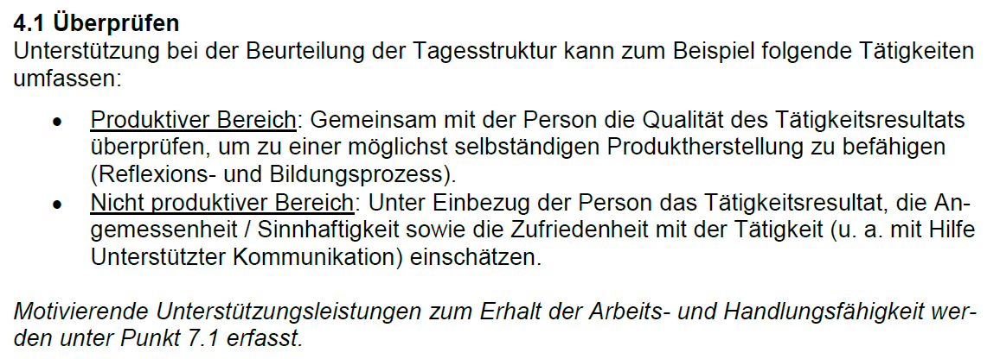 4.1 Überprüfen
Unterstützung bei der Beurteilung der Tagesstruktur kann zum Beispiel folgende Tätigkeiten
umfassen:
• Produktiver Bereich: Gemeinsam mit der Person die Qualität des Tätigkeitsresultats
überprüfen, um zu einer möglichst selbständigen Produktherstellung zu befähigen
(Reflexions- und Bildungsprozess).
• Nicht produktiver Bereich: Unter Einbezug der Person das Tätigkeitsresultat, die An-
gemessenheit / Sinnhaftigkeit sowie die Zufriedenheit mit der Tätigkeit (u. a. mit Hilfe
Unterstützter Kommunikation) einschätzen.
Motivierende Unterstützungsleistungen zum Erhalt der Arbeits- und Handlungsfähigkeit wer-
den unter Punkt 7.1 erfasst.